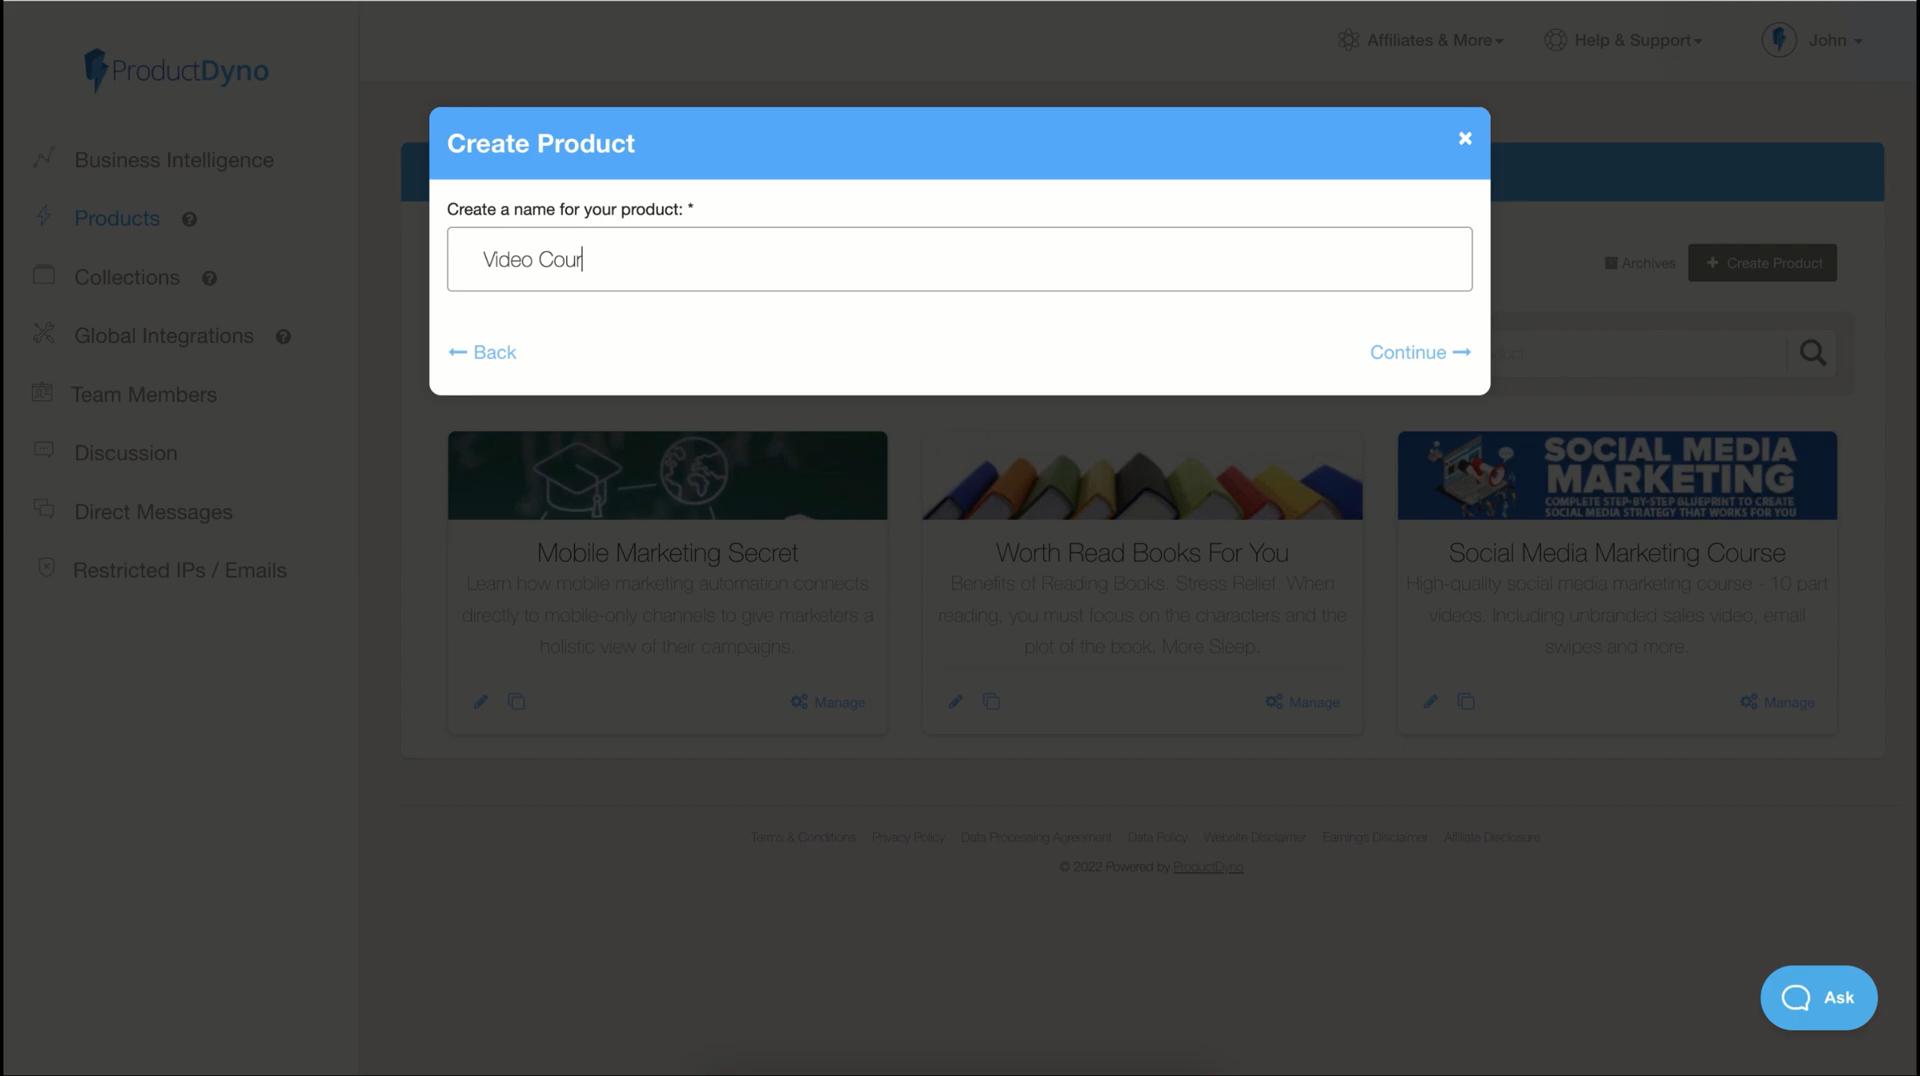 ProductDyno
Affiliates & More
Help & Support
John
Business Intelligence
Products
Collections
Global Integrations
Team Members
Discussion
Direct Messages
Restricted IPs / Emails
Create Product
Create a name for your product: *
Video Cour
Back
Continue
Archives
+ Create Product
SOCIAL MEDIA
MARKETING
COMPLETE STEP-BY-STEP BLUEPRINT TO CREATE
SOCIAL MEDIA STRATEGY THAT WORKS FOR YOU
Mobile Marketing Secret
Learn how mobile marketing automation connects
directly to mobile-only channels to give marketers a
holistic view of their campaigns.
Manage
Worth Read Books For You
Benefits of Reading Books. Stress Relief. When
reading, you must focus on the characters and the
plot of the book. More Sleep.
Manage
Social Media Marketing Course
High-quality social media marketing course - 10 part
videos. Including unbranded sales video, email
swipes and more.
Manage
Terms & Conditions Privacy Policy Data Processing Agreement Data Policy Website Disclaimer Earnings Disclaimer Affiliate Disclosure
© 2022 Powered by ProductDyno
Ask